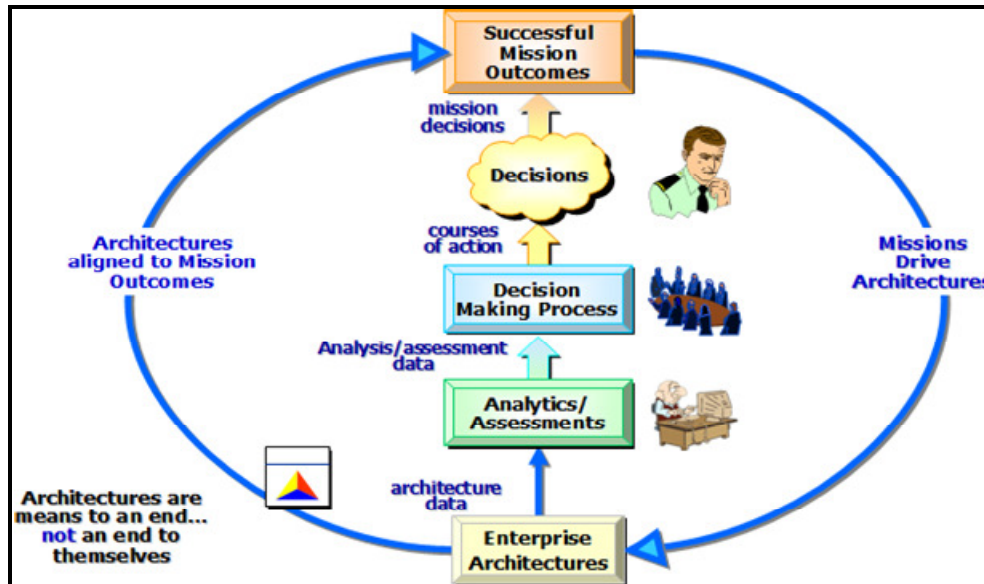 Successful
Mission
Outcomes
mission
decisions
Decisions
courses
of action
Architectures
aligned to Mission
Outcomes
Missions
Drive
Architectures
Decision
Making Process
Analysis/assessment
data
Analytics/
Assessments
architecture
data
Architectures are
means to an end...
not an end to
themselves
Enterprise
Architectures